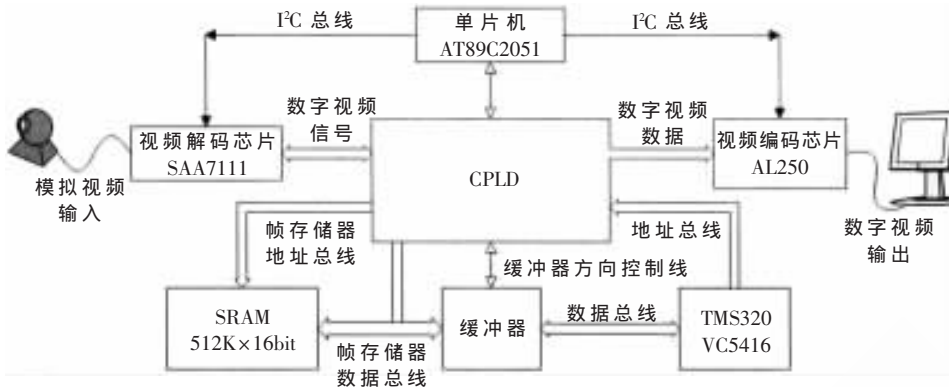 I²C 总线
单片机
AT89C2051
I²C 总线
数字视频
信号
数字视频
数据
视频解码芯片
SAA7111
CPLD
视频编码芯片
AL250
模拟视频
输入
数字视频
输出
帧存储器
地址总线
地址总线
缓冲器方向控制线
SRAM
512K×16bit
帧存储器
数据总线
缓冲器
数据总线
TMS320
VC5416